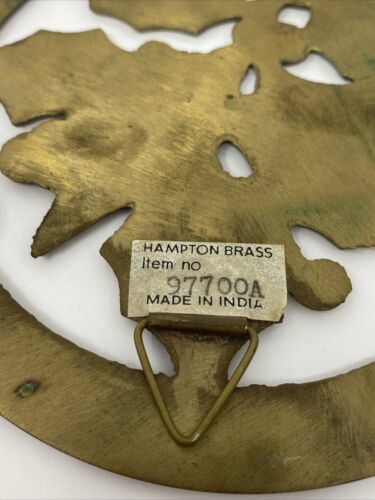 HAMPTON BRASS
Item no
97700A
MADE IN INDIA